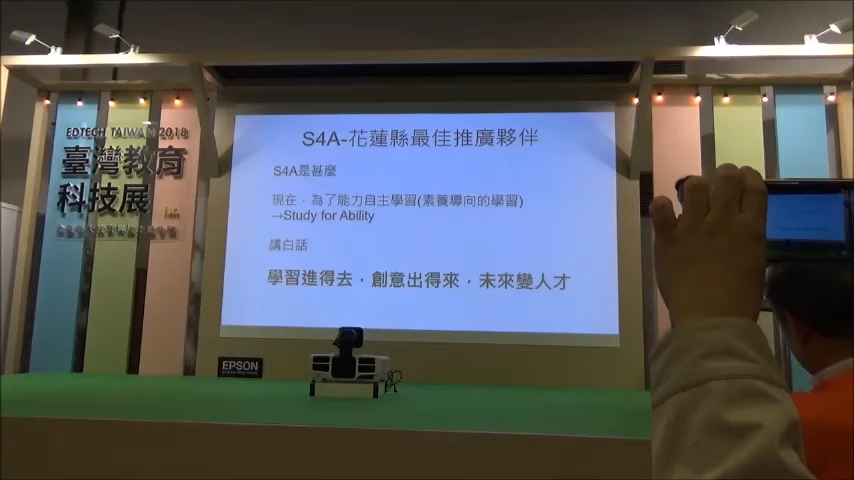 EDTECH TAIWAN 2018
臺灣教育
科技展
S4A-花蓮縣最佳推廣夥伴
S4A是甚麼
現在，為了能力自主學習(素養導向的學習)
→Study for Ability
講白話
學習進得去，創意出得來，未來變人才
EPSON